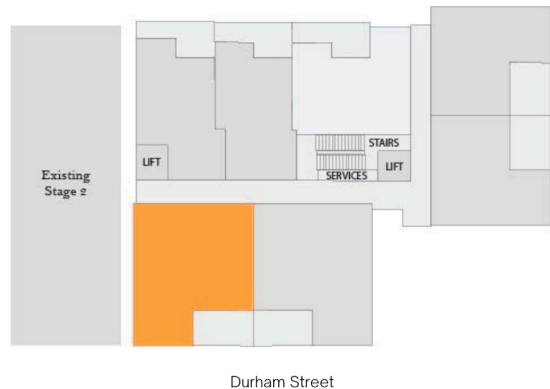 STAIRS
LIFT
LIFT
SERVICES
Existing
Stage 2
Durham Street